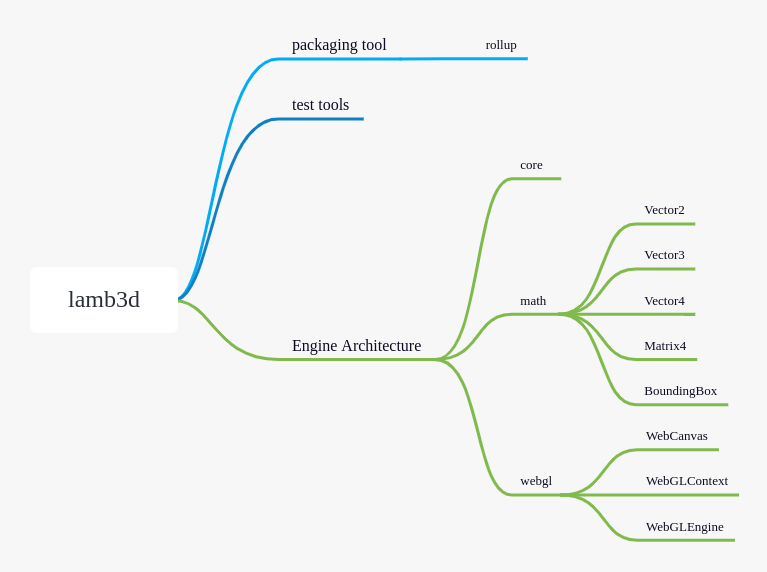 lamb3d
packaging tool
rollup
test tools
Engine Architecture
core
math
Vector2
Vector3
Vector4
Matrix4
BoundingBox
webgl
WebCanvas
WebGLContext
WebGLEngine